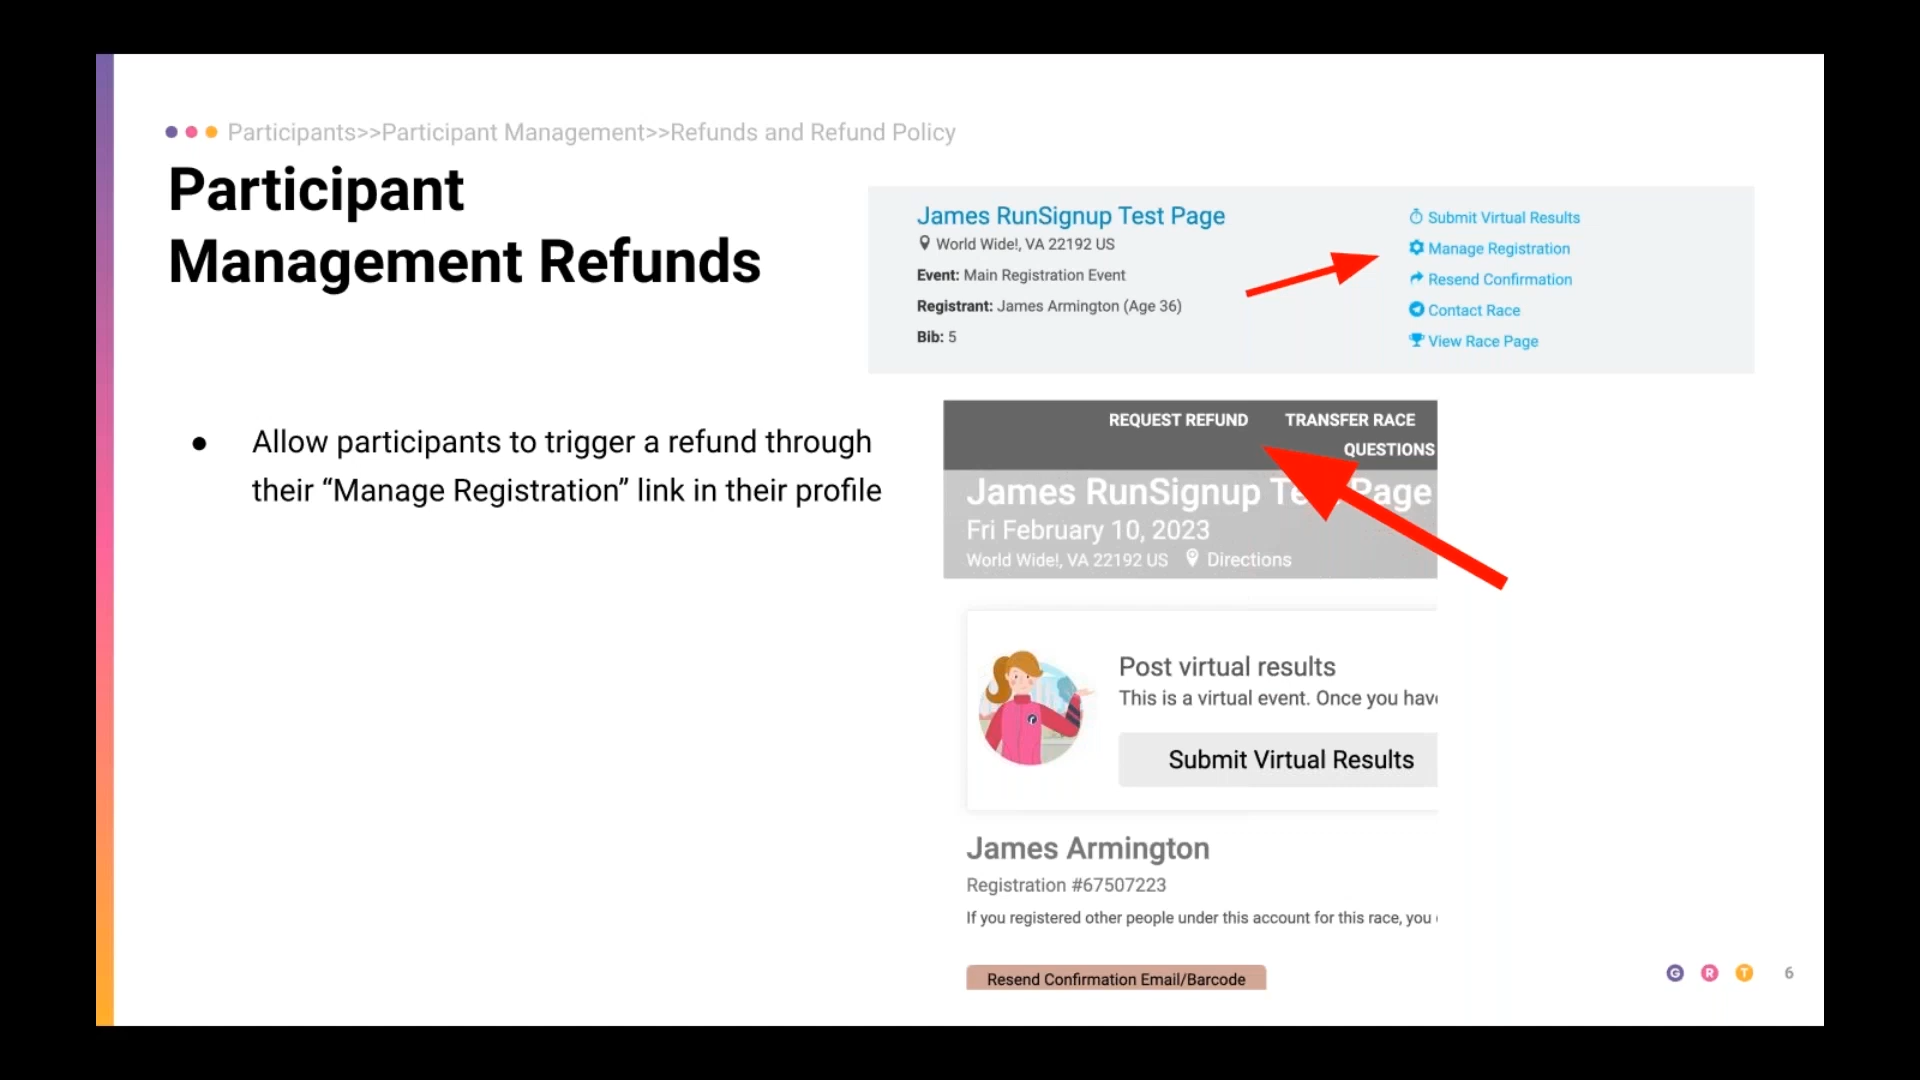 Participants>>Participant Management>>Refunds and Refund Policy
Participant
Management Refunds
● Allow participants to trigger a refund through
their “Manage Registration” link in their profile
James RunSignup Test Page
World Wide!, VA 22192 US
Event: Main Registration Event
Registrant: James Armington (Age 36)
Bib: 5
Submit Virtual Results
Manage Registration
Resend Confirmation
Contact Race
View Race Page
REQUEST REFUND TRANSFER RACE
QUESTIONS
James RunSignup Test Page
Fri February 10, 2023
World Wide!, VA 22192 US Directions
Post virtual results
This is a virtual event. Once you have
Submit Virtual Results
James Armington
Registration #67507223
If you registered other people under this account for this race, you
Resend Confirmation Email/Barcode
G R T 6